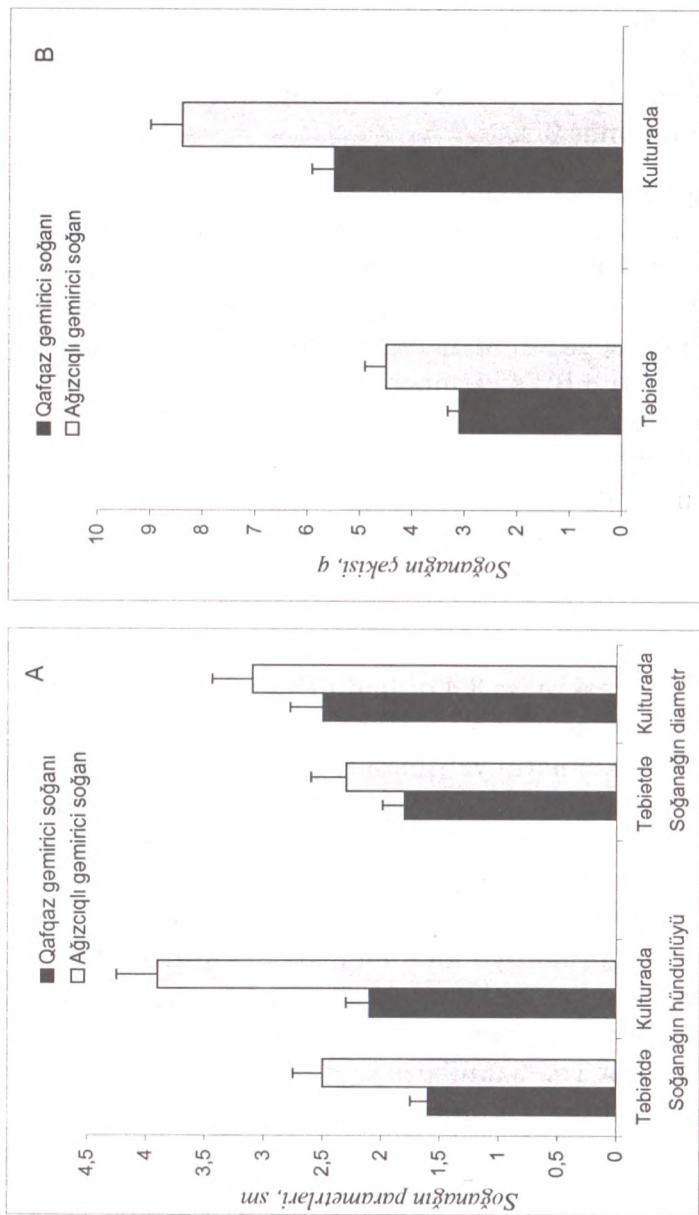 A
Qafqaz gəmirici soğanı
Ağızcıqlı gəmirici soğan
Soğanağın parametrləri, sm
4,5
4
3,5
3
2,5
2
1,5
1
0,5
0
Təbiətdə Kulturada Təbiətdə Kulturada
Soğanağın hündürlüyü Soğanağın diametr
B
Qafqaz gəmirici soğanı
Ağızcıqlı gəmirici soğan
Soğanağın çəkisi, q
10
9
8
7
6
5
4
3
2
1
0
Təbiətdə Kulturada